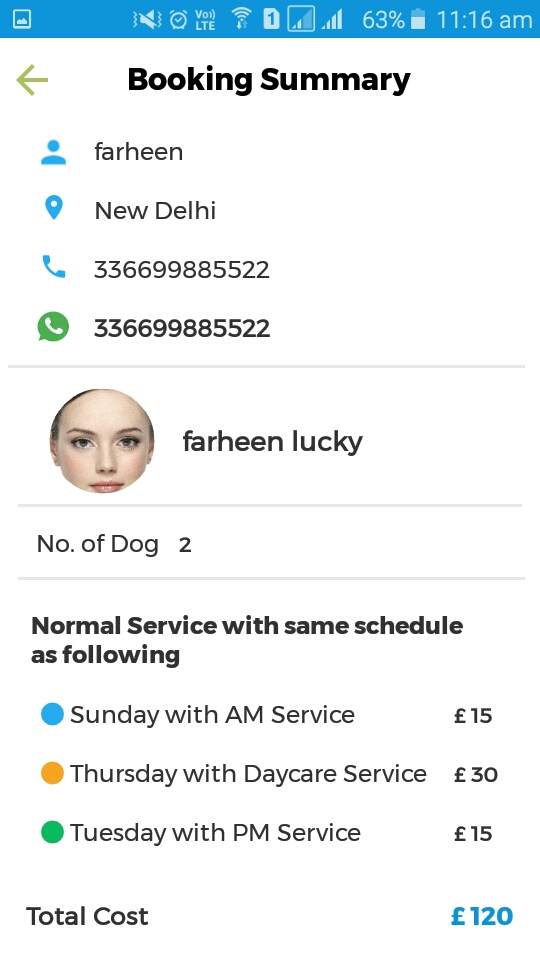 Vo)) LTE 1 63% 11:16 am
Booking Summary
farheen
New Delhi
336699885522
336699885522
farheen lucky
No. of Dog 2
Normal Service with same schedule
as following
Sunday with AM Service £15
Thursday with Daycare Service £30
Tuesday with PM Service £15
Total Cost £120